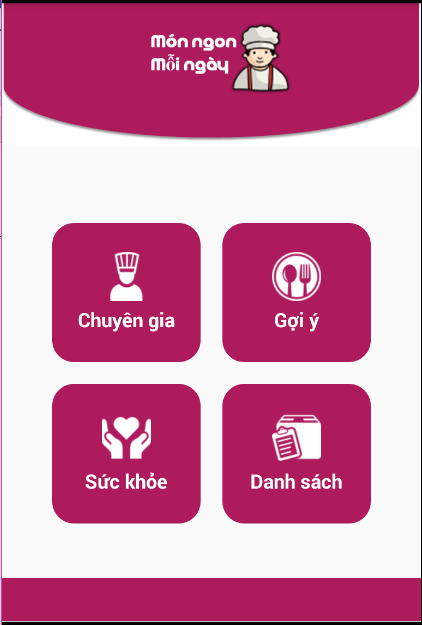 Món ngon
Mỗi ngày
Chuyên gia
Gợi ý
Sức khỏe
Danh sách